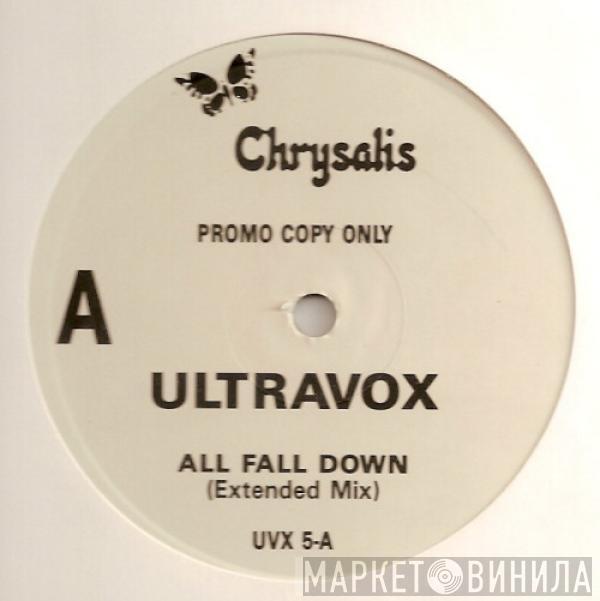 Chrysalis
PROMO COPY ONLY
A
ULTRAVOX
ALL FALL DOWN
(Extended Mix)
UVX 5-A
МАРКЕТ ВИНИЛА